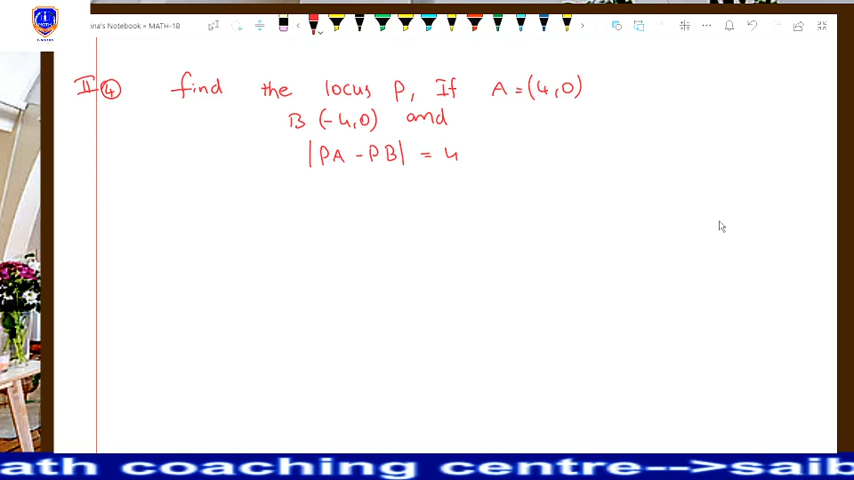 ina's Notebook » MATH-1B
II ④ find the locus P, If A = (4,0)
B (-4,0) and
|PA - PB| = 4
ath coaching centre-->saib